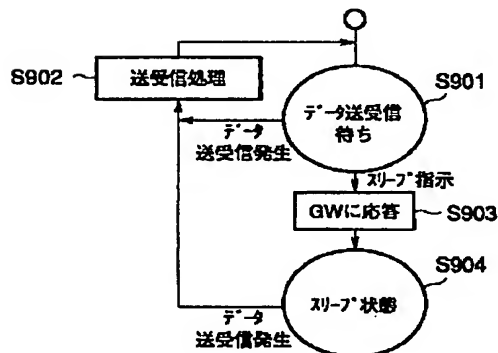 S902
送受信処理
S901
データ送受信
待ち
データ
送受信発生
スリープ指示
GWに応答
S903
S904
スリープ状態
データ
送受信発生